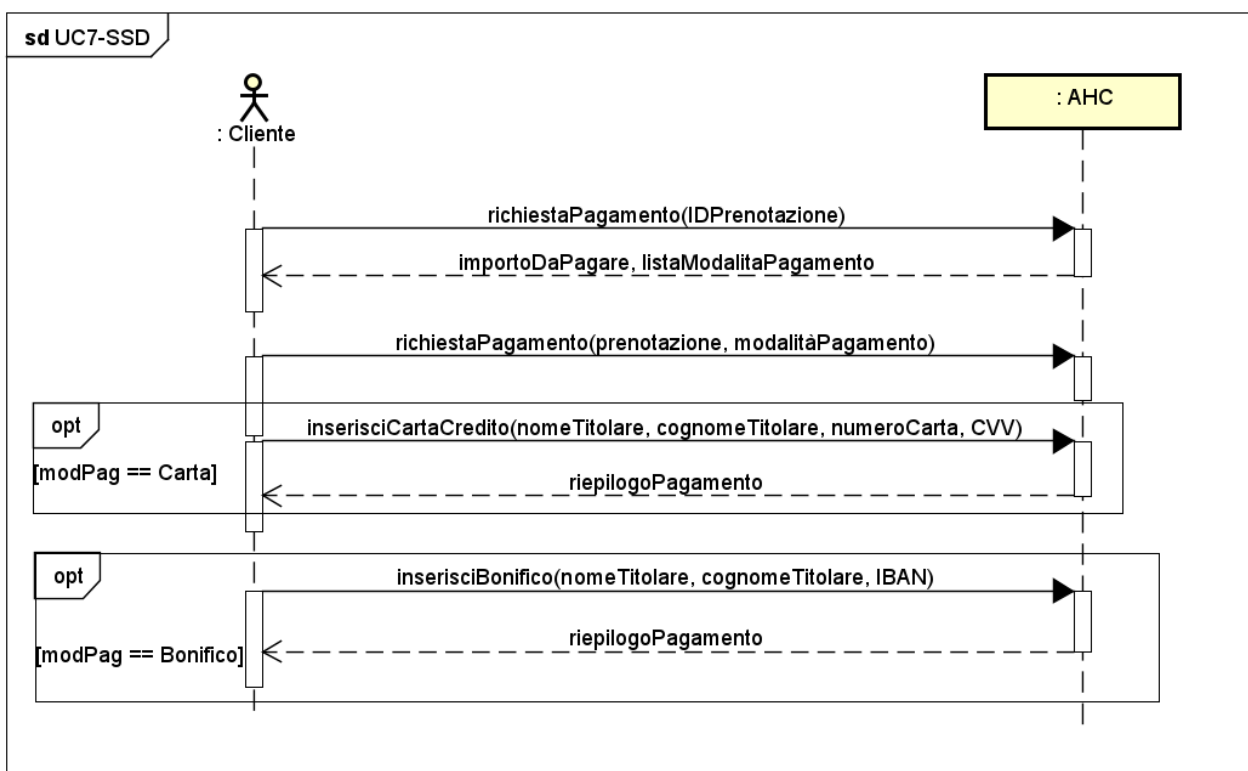 sd UC7-SSD
: Cliente
: AHC
richiestaPagamento(IDPrenotazione)
importoDaPagare, listaModalitaPagamento
richiestaPagamento(prenotazione, modalitàPagamento)
opt
inserisciCartaCredito(nomeTitolare, cognomeTitolare, numeroCarta, CVV)
[modPag == Carta]
riepilogoPagamento
opt
inserisciBonifico(nomeTitolare, cognomeTitolare, IBAN)
riepilogoPagamento
[modPag == Bonifico]